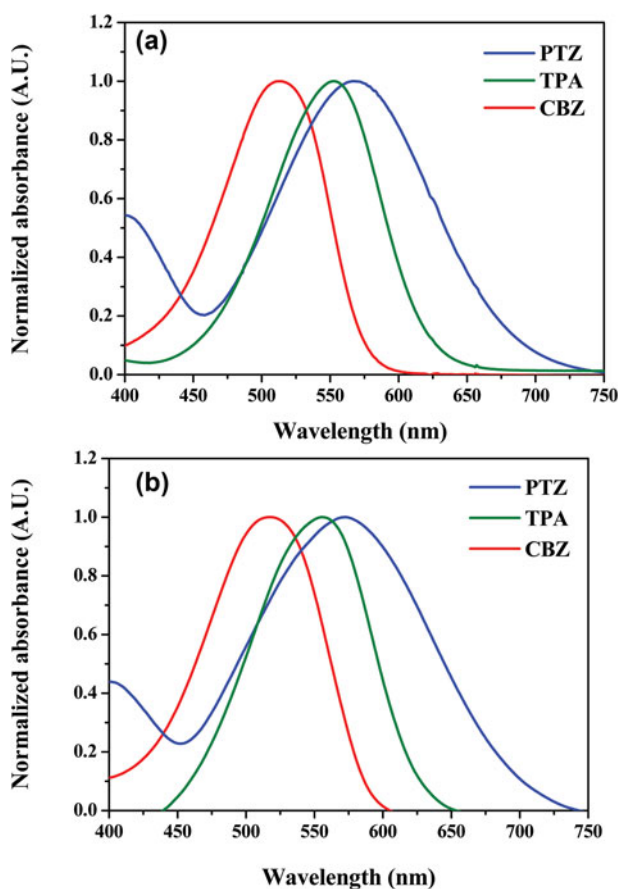 (a)
PTZ
TPA
CBZ
Normalized absorbance (A.U.)
1.2
1.0
0.8
0.6
0.4
0.2
0.0
400 450 500 550 600 650 700 750
Wavelength (nm)
(b)
PTZ
TPA
CBZ
Normalized absorbance (A.U.)
1.2
1.0
0.8
0.6
0.4
0.2
0.0
400 450 500 550 600 650 700 750
Wavelength (nm)